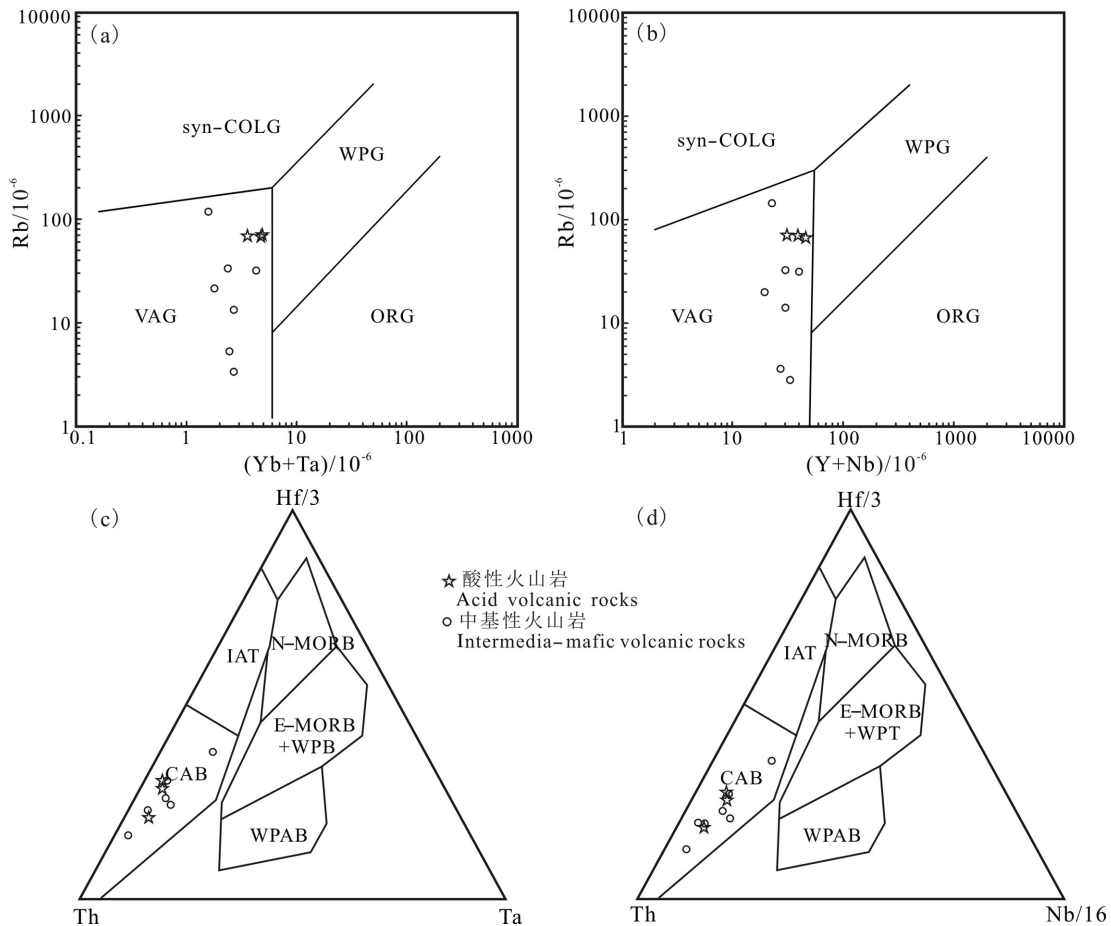 (a)
10000
1000
100
10
1
Rb/10⁻⁶
syn-COLG
WPG
VAG
ORG
0.1
1
10
100
1000
(Yb+Ta)/10⁻⁶
(b)
10000
1000
100
10
1
Rb/10⁻⁶
syn-COLG
WPG
VAG
ORG
1
10
100
1000
10000
(Y+Nb)/10⁻⁶
(c)
Hf/3
IAT
N-MORB
E-MORB
+WPB
CAB
WPAB
Th
Ta
酸性火山岩
Acid volcanic rocks
中基性火山岩
Intermedia-mafic volcanic rocks
(d)
Hf/3
IAT
N-MORB
E-MORB
+WPT
CAB
WPAB
Th
Nb/16